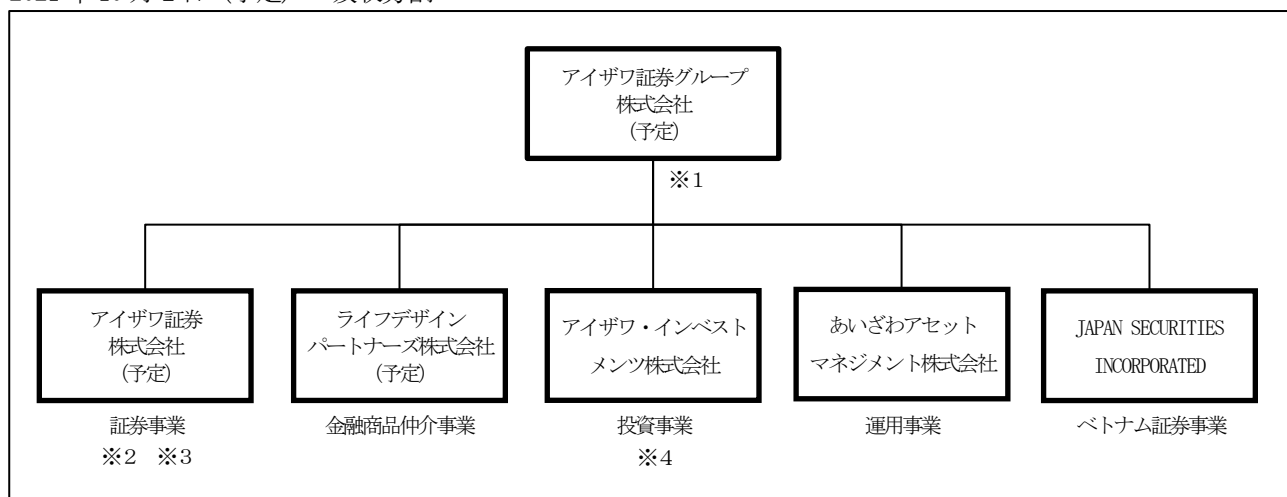 アイザワ証券グループ
株式会社
(予定)
※1
アイザワ証券
株式会社
(予定)
ライフデザイン
パートナーズ株式会社
(予定)
アイザワ・インベスト
メンツ株式会社
あいざわアセット
マネジメント株式会社
JAPAN SECURITIES
INCORPORATED
証券事業
※2 ※3
金融商品仲介事業
投資事業
※4
運用事業
ベトナム証券事業